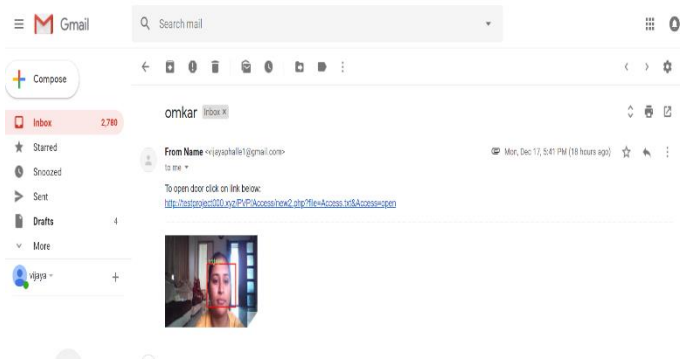 Gmail
Search mail
Compose
Inbox 2,780
Starred
Snoozed
Sent
Drafts 4
More
vijaya
omkar Inbox x
From Name <vijayaphalle1@gmail.com> Mon, Dec 17, 5:41 PM (18 hours ago)
to me
To open door click on link below:
http://testproject000.xyz/PVPI/Access/new2.php?file=Access.txt&Access=open